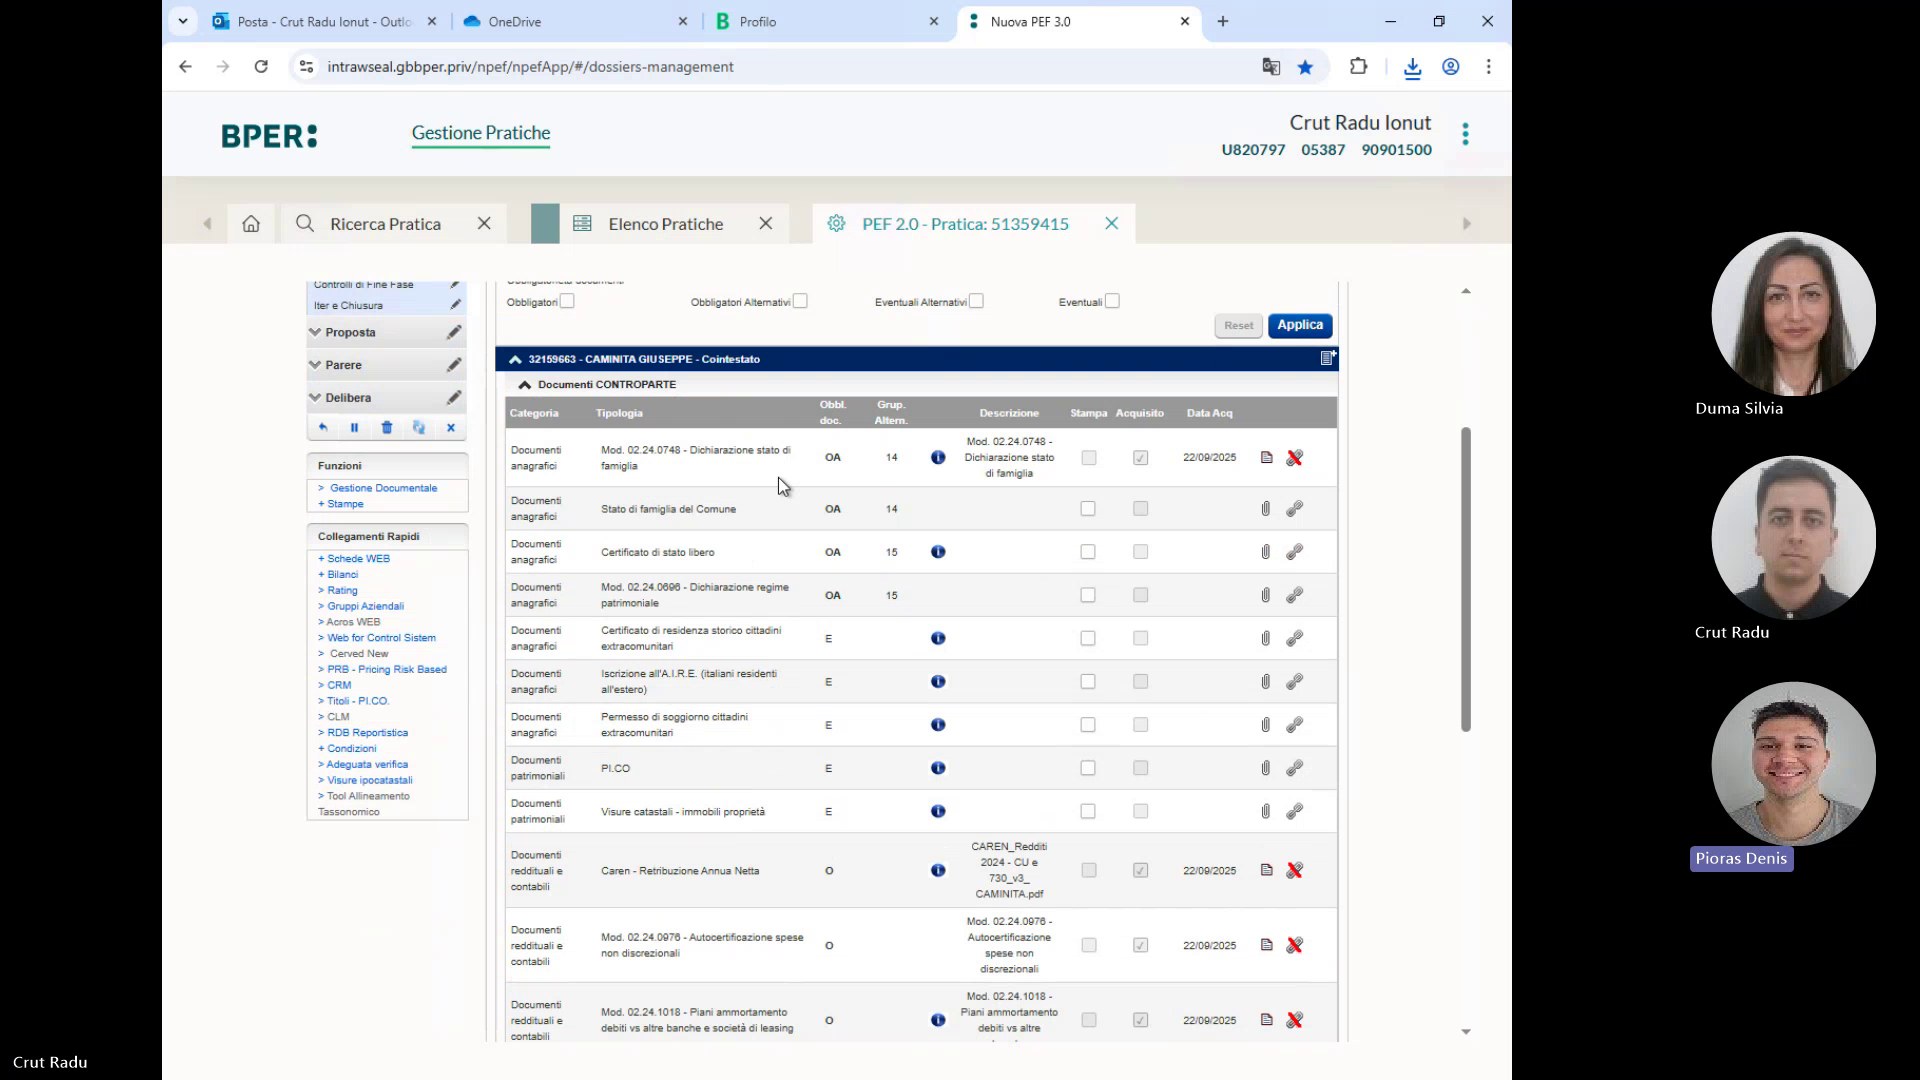 Posta - Crut Radu Ionut - Outlo
OneDrive
Profilo
Nuova PEF 3.0
intrawseal.gbbper.priv/npef/npefApp/#/dossiers-management
BPER:
Gestione Pratiche
Crut Radu Ionut
U820797 05387 90901500
Ricerca Pratica
Elenco Pratiche
PEF 2.0 - Pratica: 51359415
Controlli di Fine Fase
Iter e Chiusura
Proposta
Parere
Delibera
Funzioni
> Gestione Documentale
+ Stampe
Collegamenti Rapidi
+ Schede WEB
+ Bilanci
> Rating
> Gruppi Aziendali
> Acros WEB
> Web for Control Sistem
> Cerved New
> PRB - Pricing Risk Based
> CRM
> Titoli - PI.CO.
> CLM
> RDB Reportistica
+ Condizioni
> Adeguata verifica
> Visure ipocatastali
> Tool Allineamento
Tassonomico
Obbligatori
Obbligatori Alternativi
Eventuali Alternativi
Eventuali
Reset
Applica
32159663 - CAMINITA GIUSEPPE - Cointestato
Documenti CONTROPARTE
Categoria Tipologia Obbl. doc. Grup. Altern. Descrizione Stampa Acquisito Data Acq
Documenti anagrafici Mod. 02.24.0748 - Dichiarazione stato di famiglia OA 14 Mod. 02.24.0748 - Dichiarazione stato di famiglia 22/09/2025
Documenti anagrafici Stato di famiglia del Comune OA 14
Documenti anagrafici Certificato di stato libero OA 15
Documenti anagrafici Mod. 02.24.0696 - Dichiarazione regime patrimoniale OA 15
Documenti anagrafici Certificato di residenza storico cittadini extracomunitari E
Documenti anagrafici Iscrizione all'A.I.R.E. (italiani residenti all'estero) E
Documenti anagrafici Permesso di soggiorno cittadini extracomunitari E
Documenti patrimoniali PI.CO E
Documenti patrimoniali Visure catastali - immobili proprietà E
Documenti reddituali e contabili Caren - Retribuzione Annua Netta O CAREN_Redditi 2024 - CU e 730_v3_ CAMINITA.pdf 22/09/2025
Documenti reddituali e contabili Mod. 02.24.0976 - Autocertificazione spese non discrezionali O Mod. 02.24.0976 - Autocertificazione spese non discrezionali 22/09/2025
Documenti reddituali e contabili Mod. 02.24.1018 - Piani ammortamento debiti vs altre banche e società di leasing O Mod. 02.24.1018 - Piani ammortamento debiti vs altre 22/09/2025
Duma Silvia
Crut Radu
Pioras Denis
Crut Radu